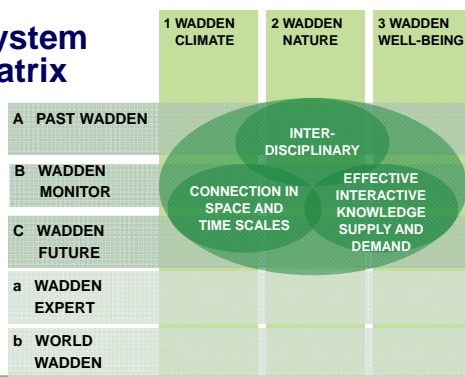 ystem
atrix
1 WADDEN
CLIMATE
2 WADDEN
NATURE
3 WADDEN
WELL-BEING
A PAST WADDEN
B WADDEN
MONITOR
C WADDEN
FUTURE
a WADDEN
EXPERT
b WORLD
WADDEN
INTER-
DISCIPLINARY
CONNECTION IN
SPACE AND
TIME SCALES
EFFECTIVE
INTERACTIVE
KNOWLEDGE
SUPPLY AND
DEMAND